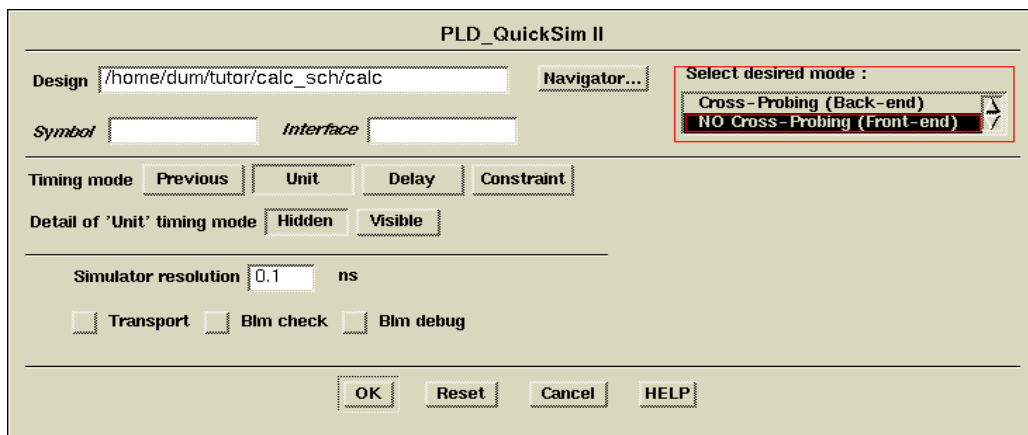 PLD_QuickSim II
Design /home/dum/tutor/calc_sch/calc Navigator... Select desired mode :
Cross-Probing (Back-end)
NO Cross-Probing (Front-end)
Symbol Interface
Timing mode Previous Unit Delay Constraint
Detail of 'Unit' timing mode Hidden Visible
Simulator resolution 0.1 ns
Transport Blm check Blm debug
OK Reset Cancel HELP